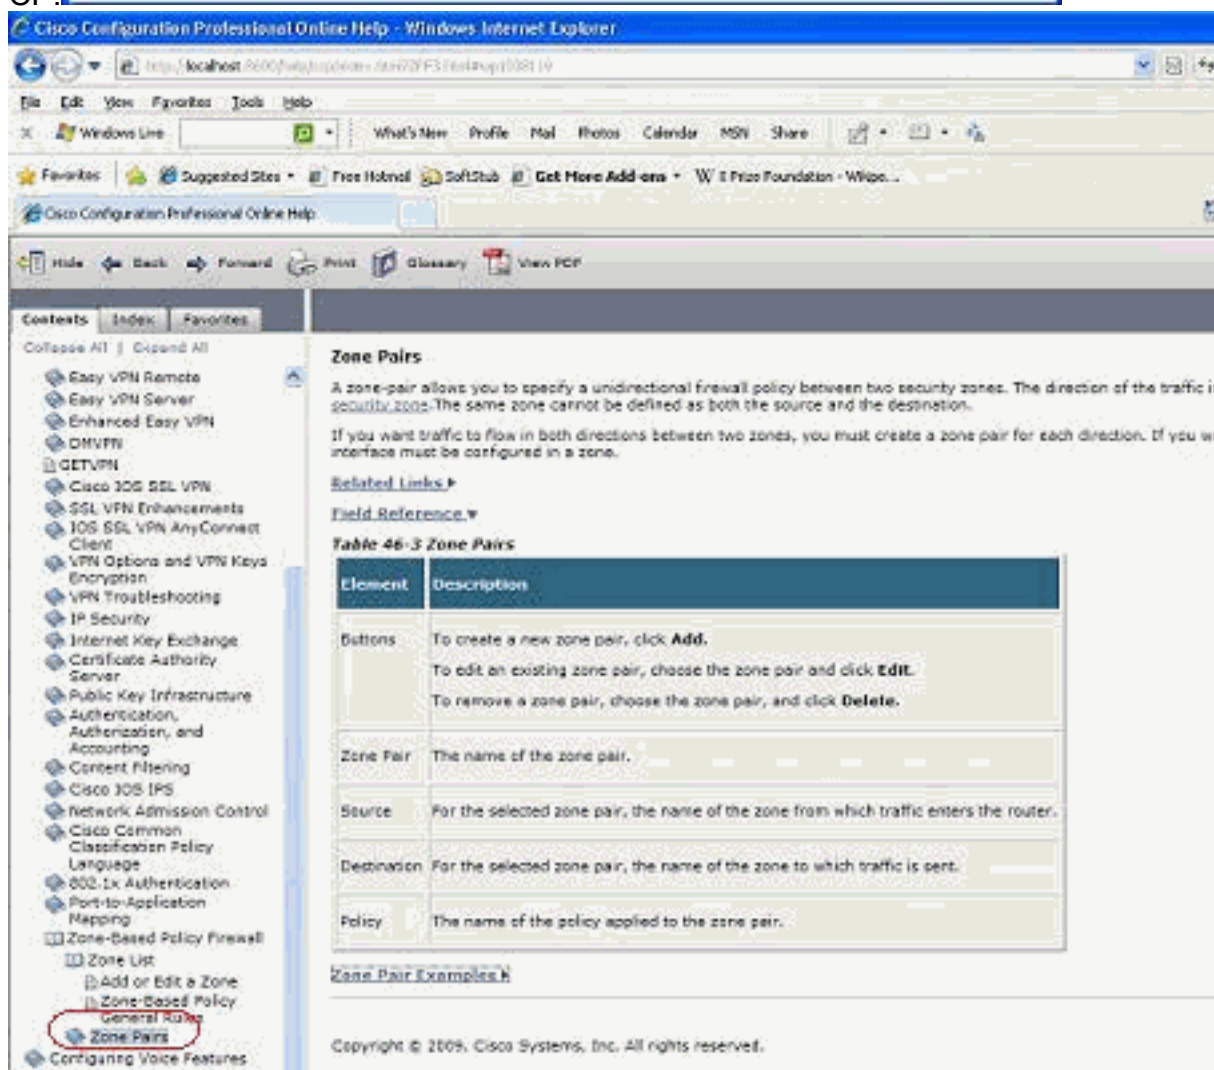 CP.
Cisco Configuration Professional Online Help - Windows Internet Explorer
File Edit View Favorites Tools Help
X Windows Live What's New Profile Mail Photos Calendar MSN Share
Favorites Suggested Sites Free Hotmail SoftStub Get More Add-ons W X Prize Foundation - Wikipe...
Cisco Configuration Professional Online Help
Hide Back Forward Print Glossary View PDF
Contents Index Favorites
Collapse All | Expand All
Easy VPN Remote
Easy VPN Server
Enhanced Easy VPN
DMVPN
GETVPN
Cisco IOS SSL VPN
SSL VPN Enhancements
IOS SSL VPN AnyConnect
Client
VPN Options and VPN Keys
Encryption
VPN Troubleshooting
IP Security
Internet Key Exchange
Certificate Authority
Server
Public Key Infrastructure
Authentication,
Authorization, and
Accounting
Content Filtering
Cisco IOS IPS
Network Admission Control
Cisco Common
Classification Policy
Language
802.1x Authentication
Port-to-Application
Mapping
Zone-Based Policy Firewall
Zone List
Add or Edit a Zone
Zone-Based Policy
General Rules
Zone Pairs
Configuring Voice Features
Zone Pairs
A zone-pair allows you to specify a unidirectional firewall policy between two security zones. The direction of the traffic i
security zone.The same zone cannot be defined as both the source and the destination.
If you want traffic to flow in both directions between two zones, you must create a zone pair for each direction. If you w
interface must be configured in a zone.
Related Links
Field Reference
Table 46-3 Zone Pairs
Element Description
Buttons To create a new zone pair, click Add.
To edit an existing zone pair, choose the zone pair and click Edit.
To remove a zone pair, choose the zone pair, and click Delete.
Zone Pair The name of the zone pair.
Source For the selected zone pair, the name of the zone from which traffic enters the router.
Destination For the selected zone pair, the name of the zone to which traffic is sent.
Policy The name of the policy applied to the zone pair.
Zone Pair Examples
Copyright © 2009, Cisco Systems, Inc. All rights reserved.